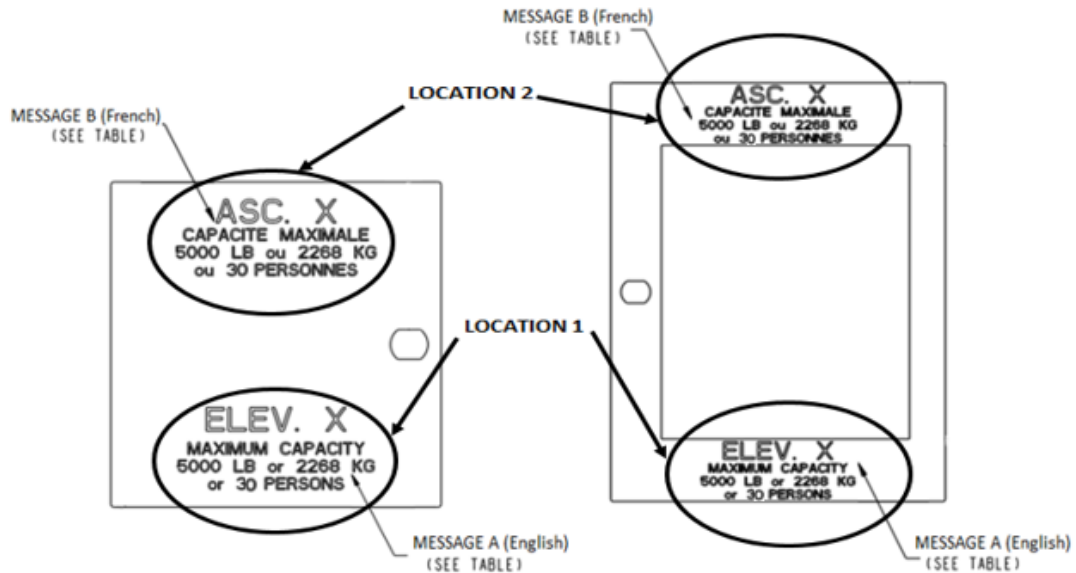 MESSAGE B (French)
(SEE TABLE)
LOCATION 2
ASC. X
CAPACITE MAXIMALE
5000 LB ou 2268 KG
ou 30 PERSONNES
MESSAGE B (French)
(SEE TABLE)
ASC. X
CAPACITE MAXIMALE
5000 LB ou 2268 KG
ou 30 PERSONNES
LOCATION 1
ELEV. X
MAXIMUM CAPACITY
5000 LB or 2268 KG
or 30 PERSONS
MESSAGE A (English)
(SEE TABLE)
ELEV. X
MAXIMUM CAPACITY
5000 LB or 2268 KG
or 30 PERSONS
MESSAGE A (English)
(SEE TABLE)